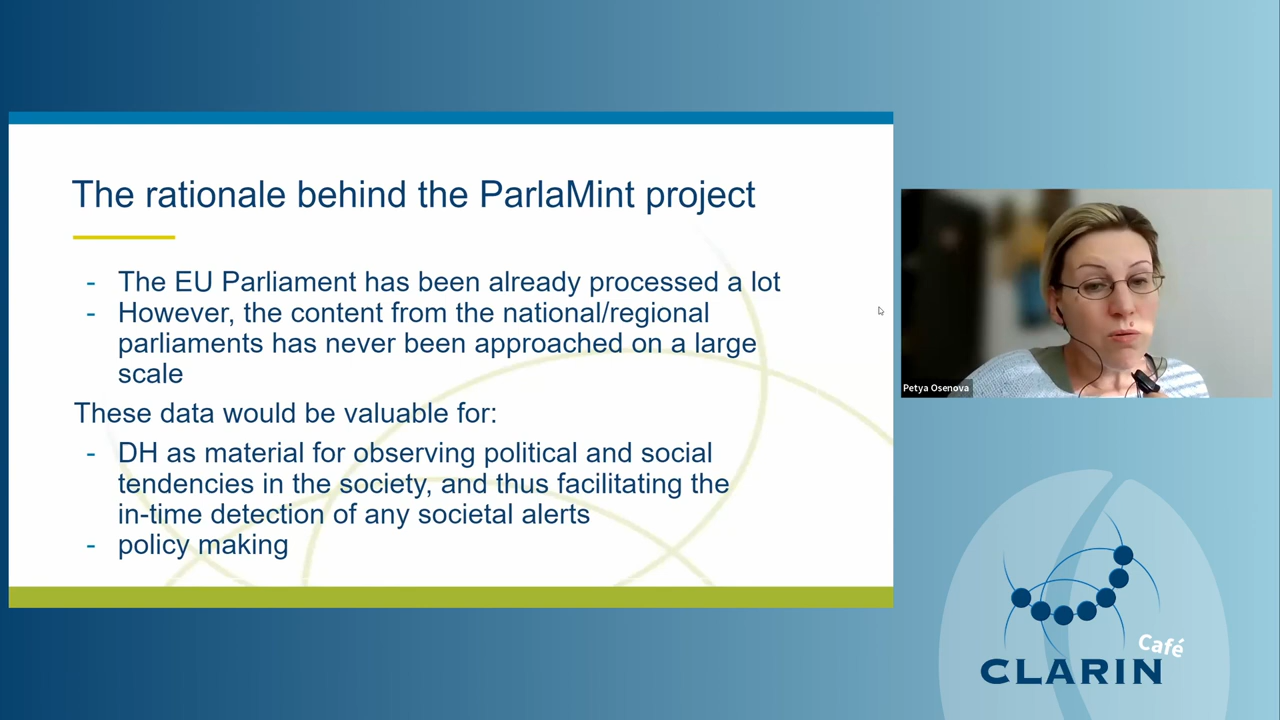 The rationale behind the ParlaMint project
- The EU Parliament has been already processed a lot
- However, the content from the national/regional
parliaments has never been approached on a large
scale
These data would be valuable for:
- DH as material for observing political and social
tendencies in the society, and thus facilitating the
in-time detection of any societal alerts
- policy making
Petya Osenova
Café
CLARIN